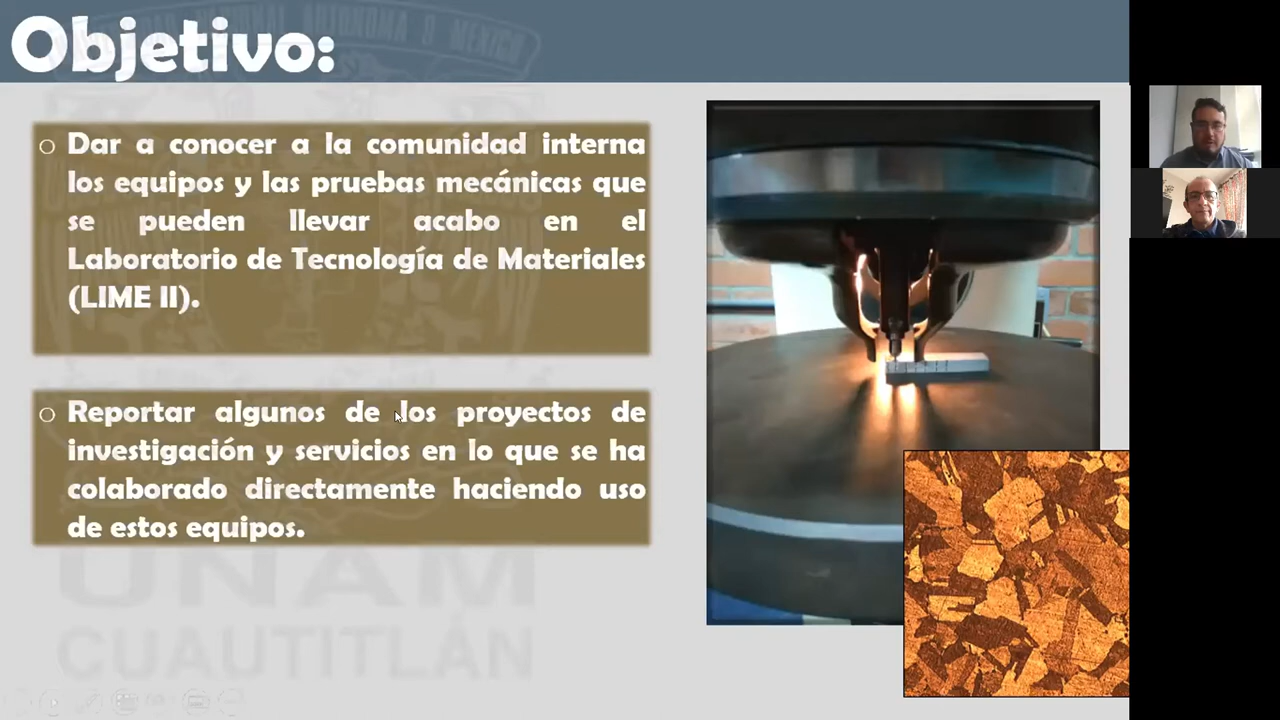 Objetivo:
Dar a conocer a la comunidad interna
los equipos y las pruebas mecánicas que
se pueden llevar acabo en el
Laboratorio de Tecnología de Materiales
(LIME II).
Reportar algunos de los proyectos de
investigación y servicios en lo que se ha
colaborado directamente haciendo uso
de estos equipos.
UNAM
CUAUTITLÁN